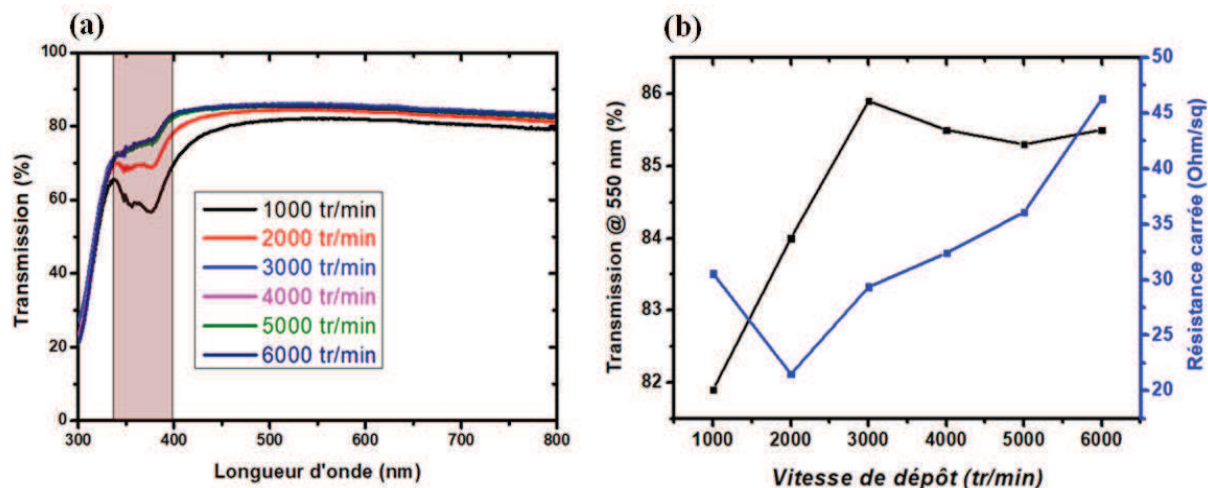 (a)
100
80
60
40
20
0
Transmission (%)
1000 tr/min
2000 tr/min
3000 tr/min
4000 tr/min
5000 tr/min
6000 tr/min
300
400
500
600
700
800
Longueur d'onde (nm)
(b)
86
85
84
83
82
Transmission @ 550 nm (%)
50
45
40
35
30
25
20
Résistance carrée (Ohm/sq)
1000
2000
3000
4000
5000
6000
Vitesse de dépôt (tr/min)